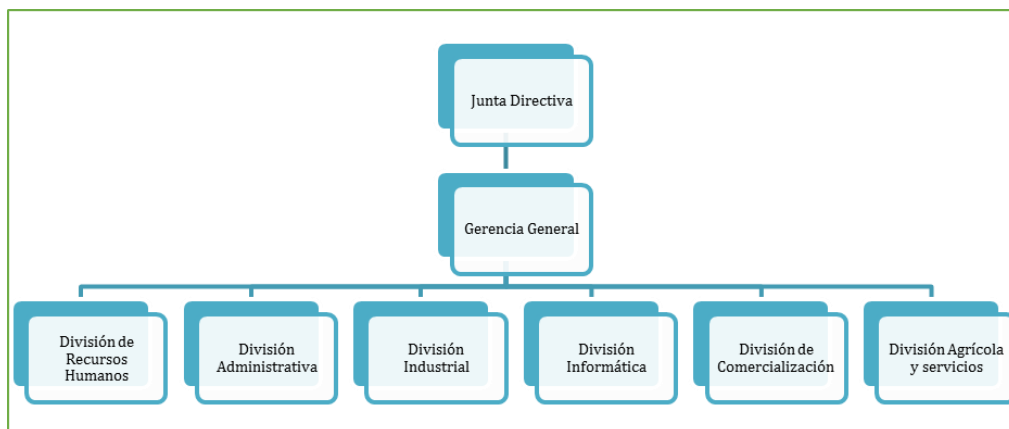 Junta Directiva
Gerencia General
División de
Recursos
Humanos
División
Administrativa
División
Industrial
División
Informática
División de
Comercialización
División Agrícola
y servicios